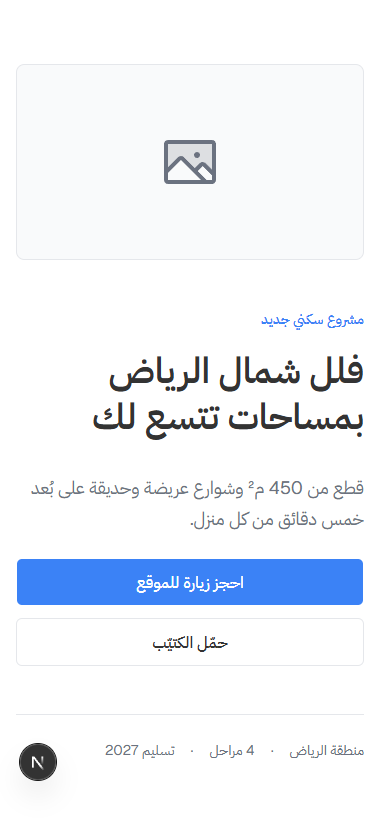 مشروع سكني جديد
فلل شمال الرياض
بمساحات تتسع لك
قطع من 450 م² وشوارع عريضة وحديقة على بُعد
خمس دقائق من كل منزل.
احجز زيارة للموقع
حمّل الكتيّب
منطقة الرياض · 4 مراحل · تسليم 2027
N